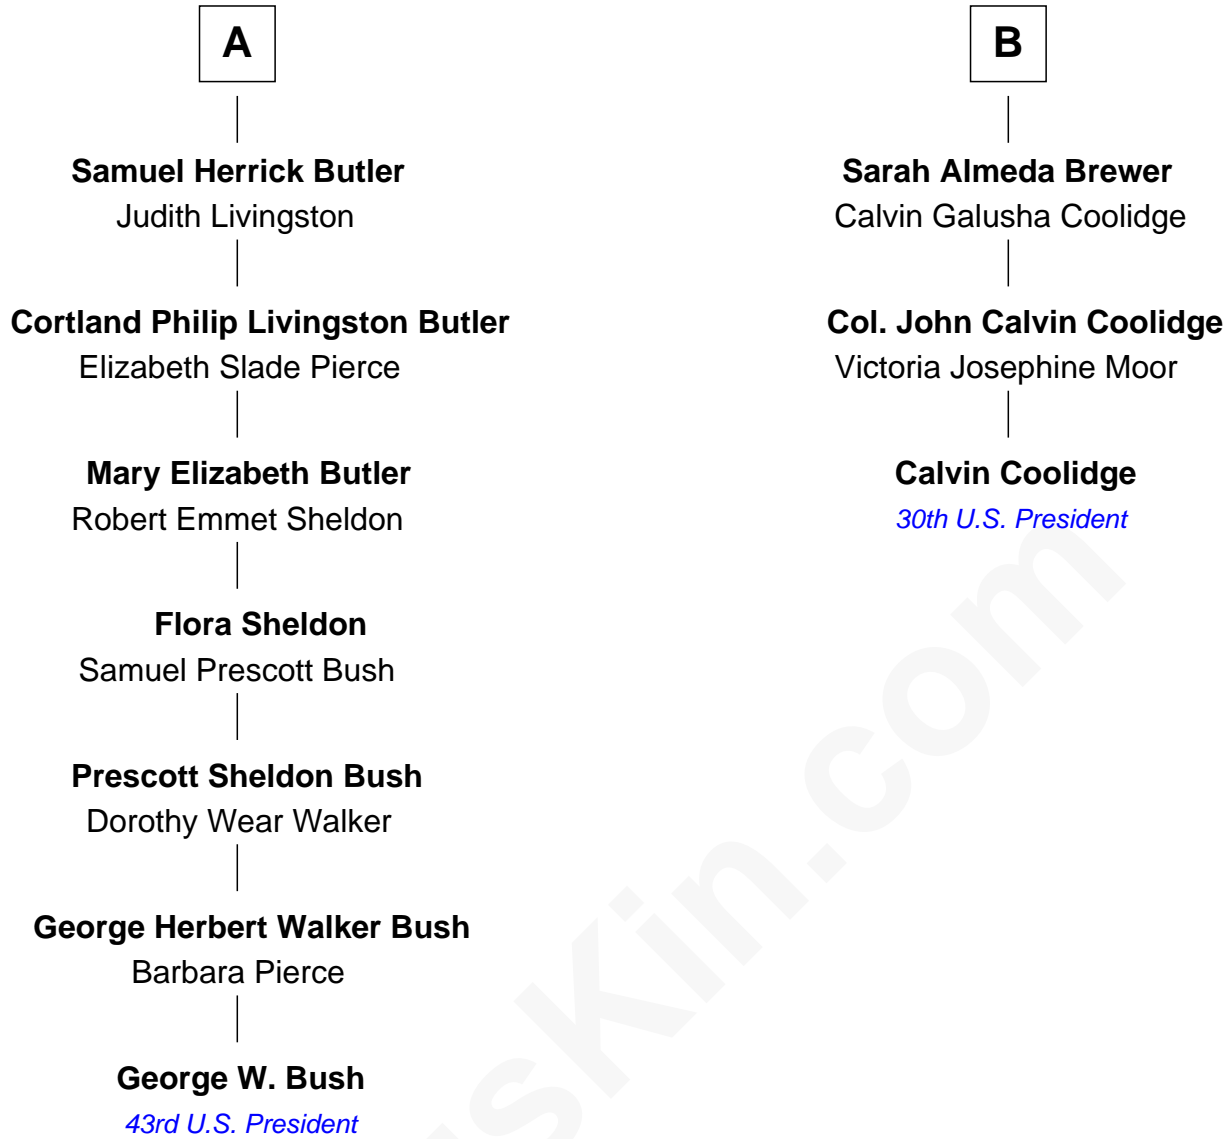 A
Samuel Herrick Butler
Judith Livingston
Cortland Philip Livingston Butler
Elizabeth Slade Pierce
Mary Elizabeth Butler
Robert Emmet Sheldon
Flora Sheldon
Samuel Prescott Bush
Prescott Sheldon Bush
Dorothy Wear Walker
George Herbert Walker Bush
Barbara Pierce
George W. Bush
43rd U.S. President
B
Sarah Almeda Brewer
Calvin Galusha Coolidge
Col. John Calvin Coolidge
Victoria Josephine Moor
Calvin Coolidge
30th U.S. President